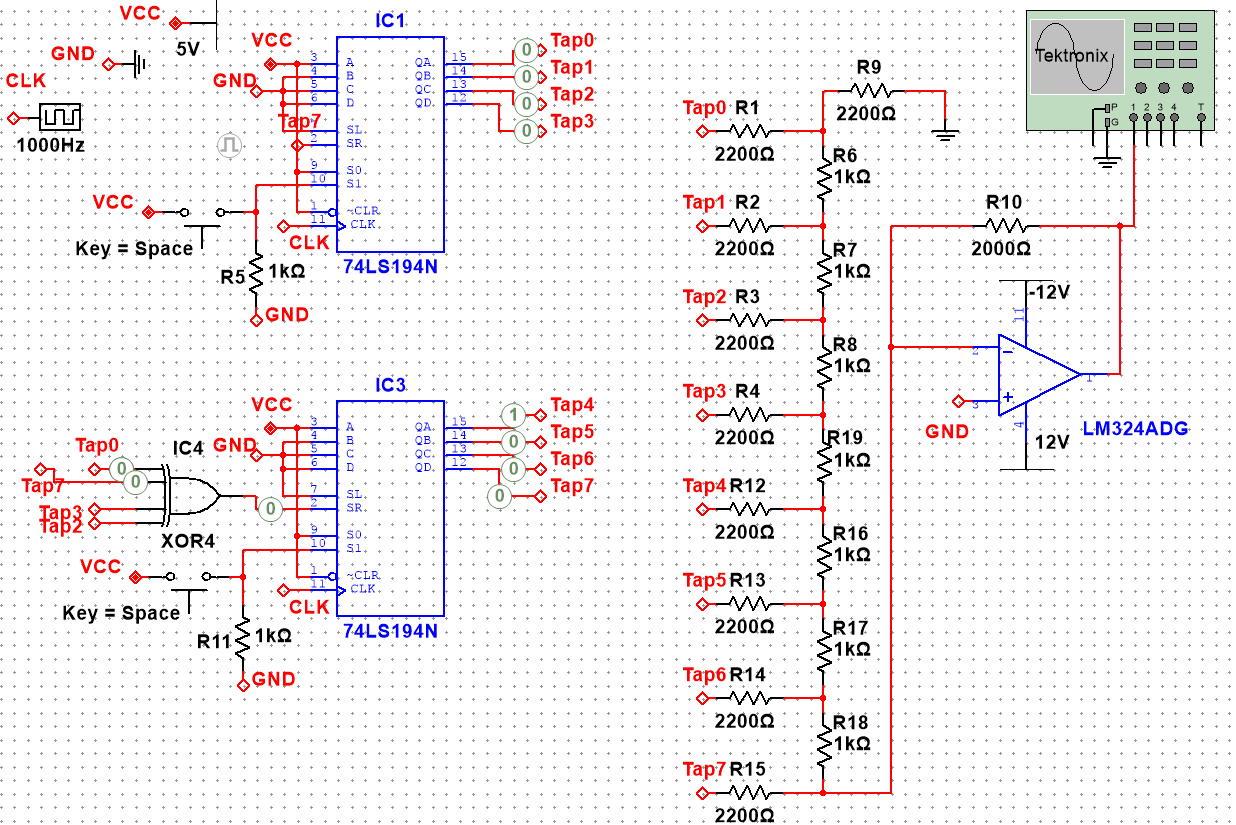 VCC
5V
GND
CLK
1000Hz
IC1
VCC
GND
Tap7
3 A
4 B
5 C
6 D
SL
2 SR
9 S0
10 S1
1 ~CLR
11 CLK
QA 15
QB 14
QC 13
QD 12
0 Tap0
0 Tap1
0 Tap2
0 Tap3
VCC
Key = Space
CLK
R5 1kΩ
GND
74LS194N
IC3
VCC
GND
3 A
4 B
5 C
6 D
7 SL
2 SR
9 S0
10 S1
1 ~CLR
11 CLK
QA 15
QB 14
QC 13
QD 12
1 Tap4
0 Tap5
0 Tap6
0 Tap7
Tap0
IC4
0
0
Tap7
Tap3
Tap2
0
XOR4
VCC
Key = Space
CLK
R11 1kΩ
GND
74LS194N
Tap0 R1
2200Ω
R9
2200Ω
R6
1kΩ
Tap1 R2
2200Ω
R7
1kΩ
Tap2 R3
2200Ω
R8
1kΩ
Tap3 R4
2200Ω
R19
1kΩ
Tap4 R12
2200Ω
R16
1kΩ
Tap5 R13
2200Ω
R17
1kΩ
Tap6 R14
2200Ω
R18
1kΩ
Tap7 R15
2200Ω
Tektronix
P
G
1 2 3 4 T
R10
2000Ω
-12V
11
2
3
1
4
GND
12V
LM324ADG